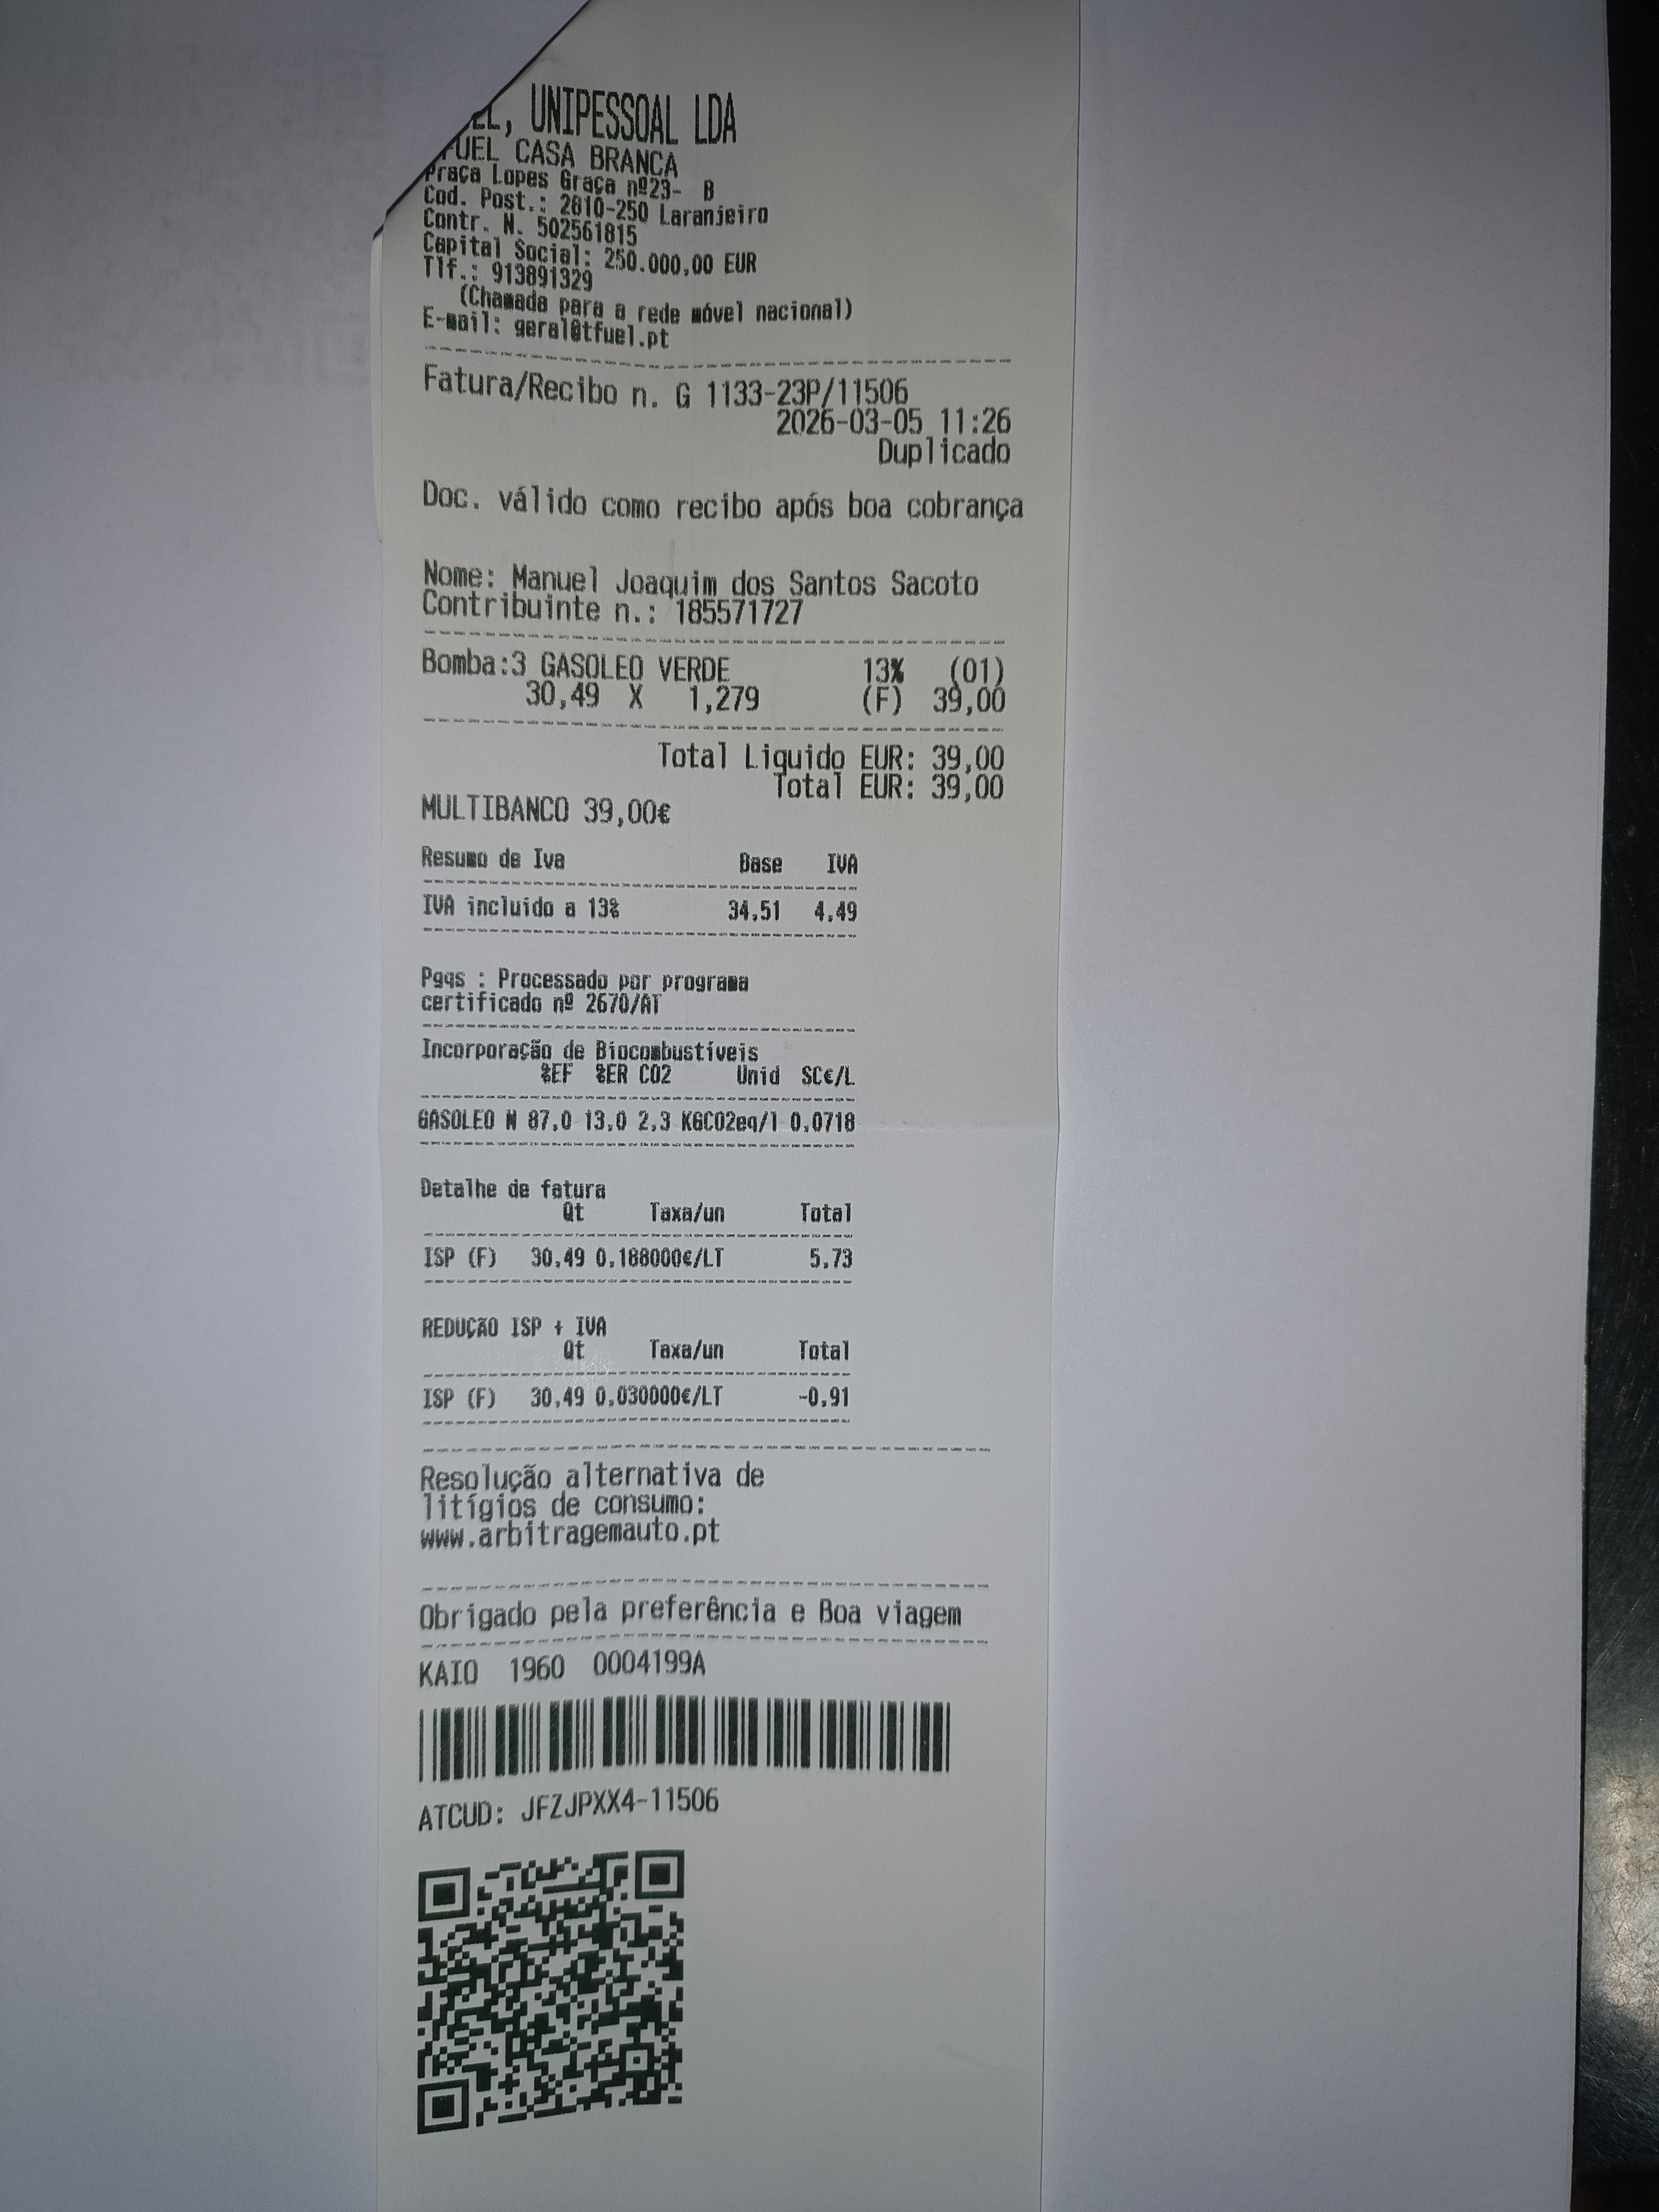 UNIPESSOAL LDA
FUEL CASA BRANCA
Praça Lopes Graça nº23-  B
Cod. Post.: 2810-250 Laranjeiro
Contr. N. 502561815
Capital Social: 250.000,00 EUR
Tlf.: 913891329
(Chamada para a rede móvel nacional)
E-mail: geral@tfuel.pt
Fatura/Recibo n. G 1133-23P/11506
2026-03-05 11:26
Duplicado
Doc. válido como recibo após boa cobrança
Nome: Manuel Joaquim dos Santos Sacoto
Contribuinte n.: 185571727
Bomba:3 GASOLEO VERDE 13% (01)
30,49 X 1,279 (F) 39,00
Total Liquido EUR: 39,00
Total EUR: 39,00
MULTIBANCO 39,00€
Resumo de Iva Base IVA
IVA incluido a 13% 34,51 4,49
Pgqs : Processado por programa
certificado nº 2670/AT
Incorporação de Biocombustíveis
%EF %ER CO2 Unid SC€/L
GASOLEO N 87,0 13,0 2,3 KGCO2eq/l 0,0718
Detalhe de fatura
Qt Taxa/un Total
ISP (F) 30,49 0,188000€/LT 5,73
REDUÇÃO ISP + IVA
Qt Taxa/un Total
ISP (F) 30,49 0,030000€/LT -0,91
Resolução alternativa de
litígios de consumo:
www.arbitragemauto.pt
Obrigado pela preferência e Boa viagem
KAIO 1960 0004199A
ATCUD: JFZJPXX4-11506